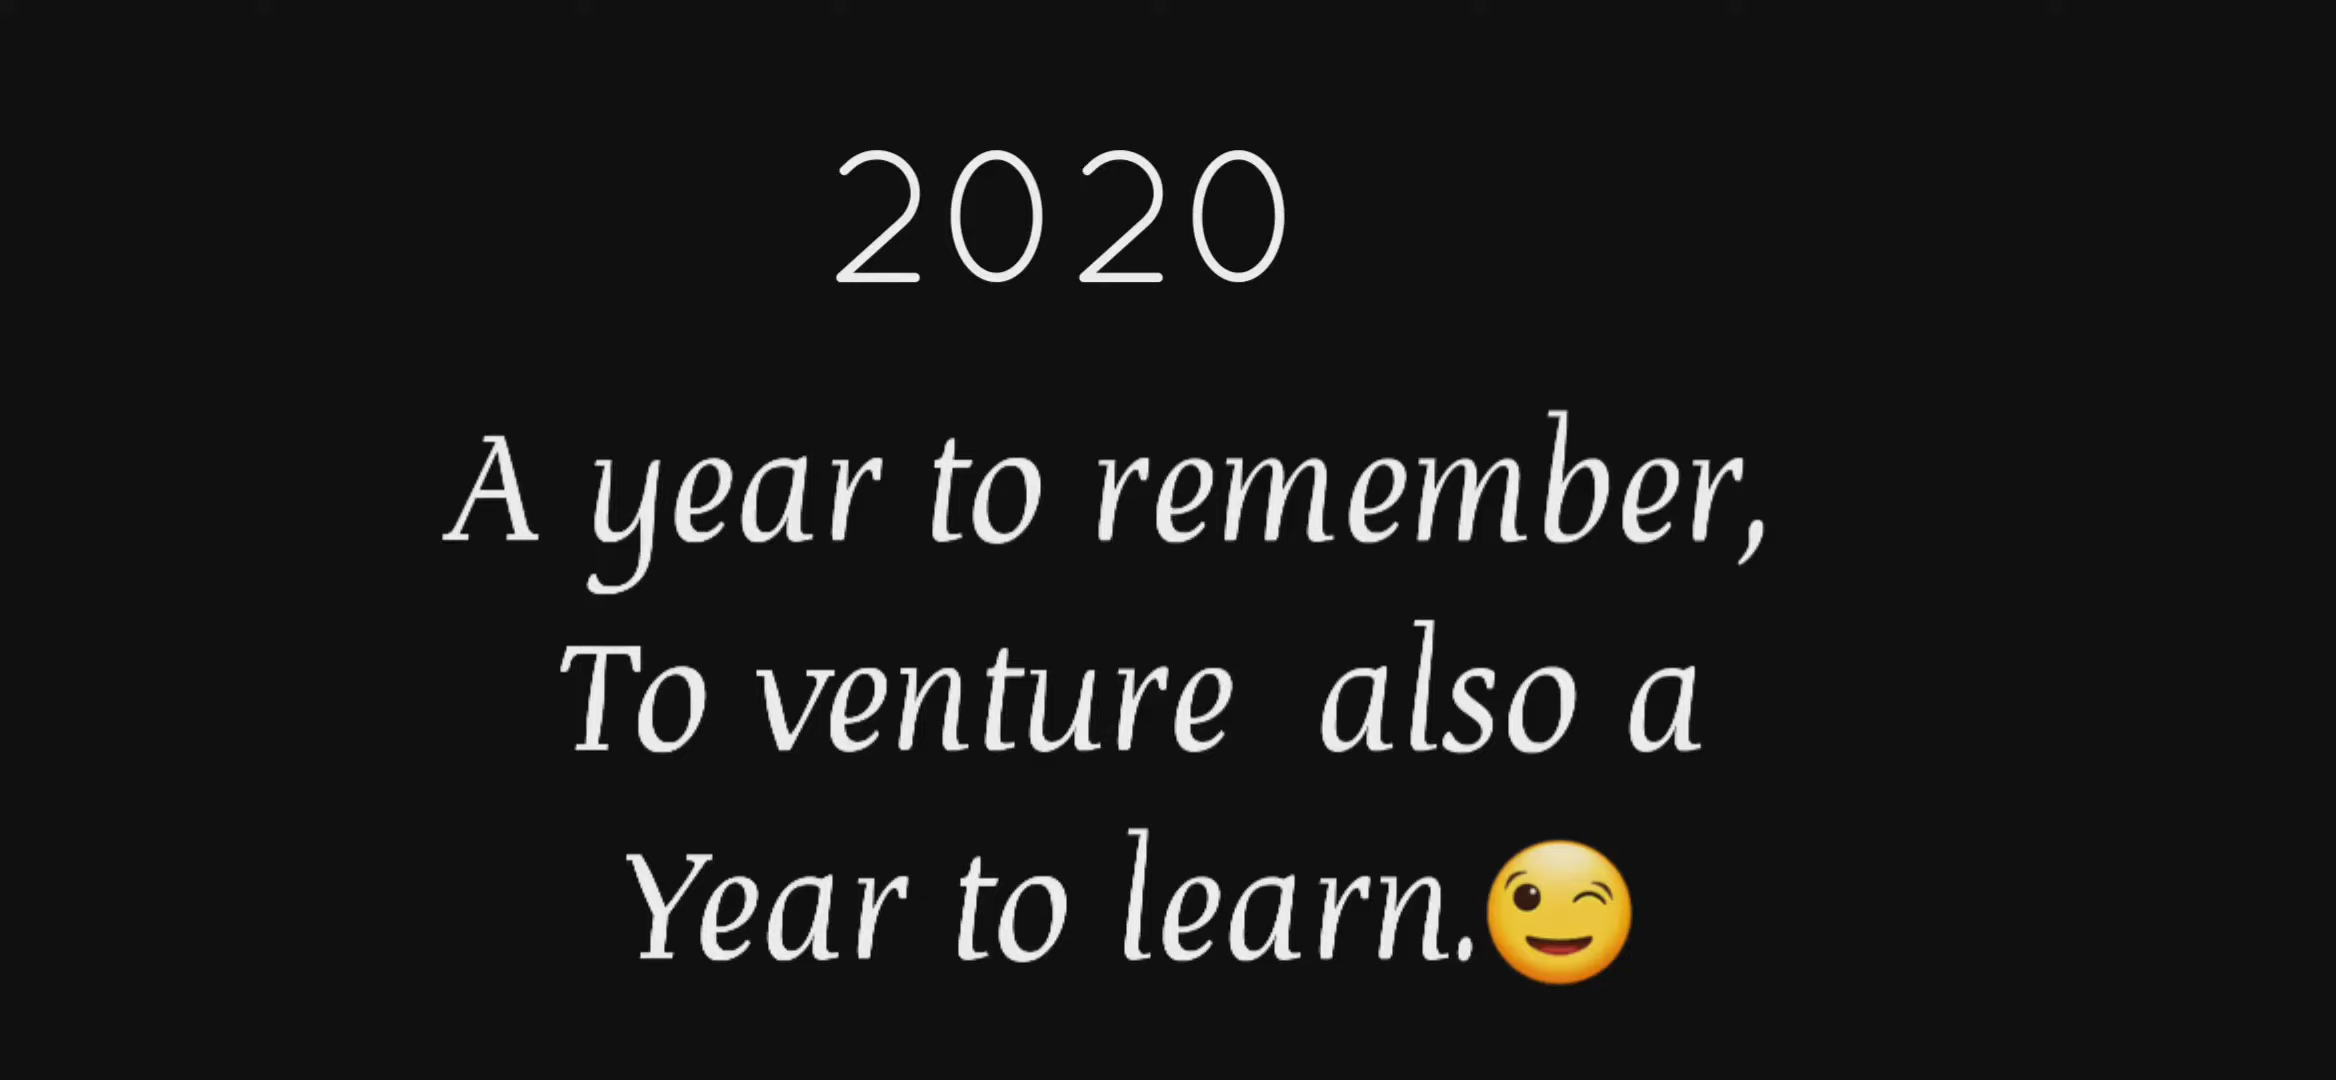 2020
A year to remember,
To venture  also a
Year to learn.😉